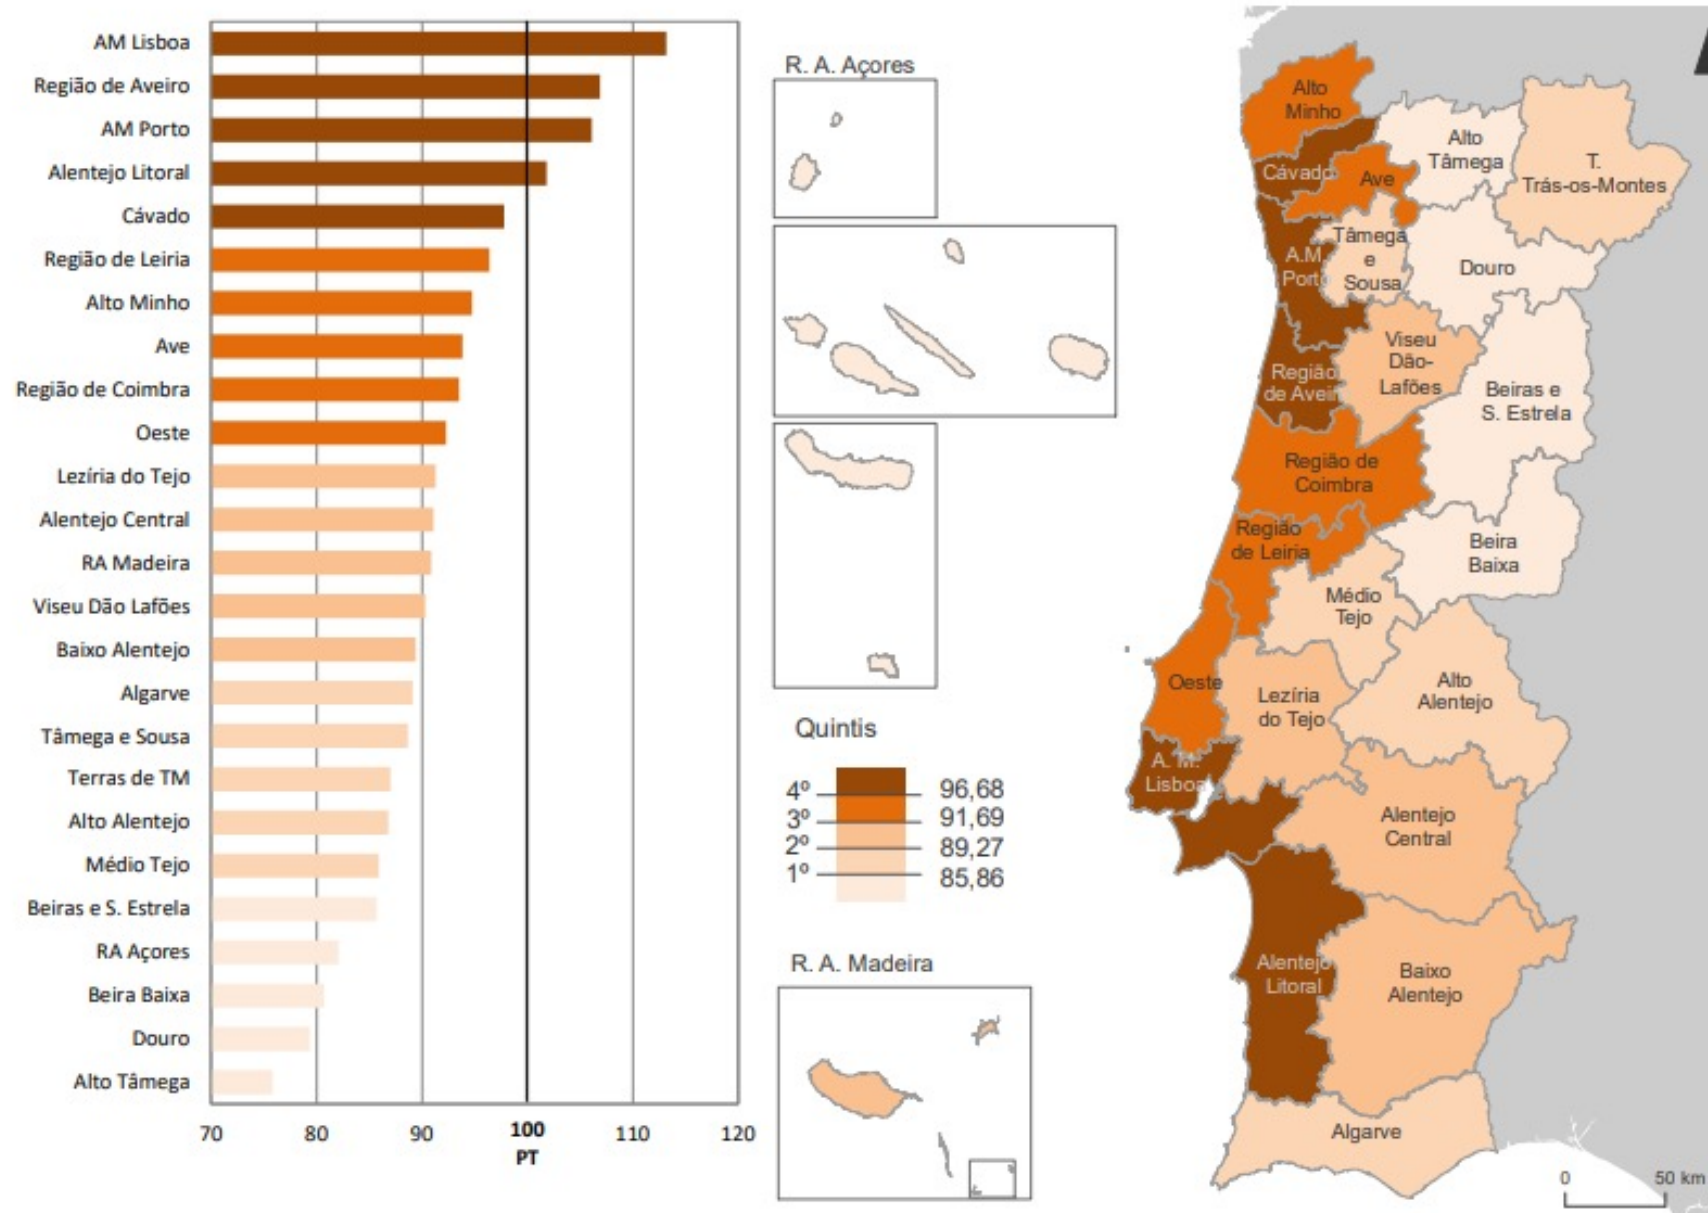 AM Lisboa
Região de Aveiro
AM Porto
Alentejo Litoral
Cávado
Região de Leiria
Alto Minho
Ave
Região de Coimbra
Oeste
Lezíria do Tejo
Alentejo Central
RA Madeira
Viseu Dão Lafões
Baixo Alentejo
Algarve
Tâmega e Sousa
Terras de TM
Alto Alentejo
Médio Tejo
Beiras e S. Estrela
RA Açores
Beira Baixa
Douro
Alto Tâmega
70 80 90 100 110 120
PT
R. A. Açores
Quintis
4º 96,68
3º 91,69
2º 89,27
1º 85,86
R. A. Madeira
Alto
Minho
Cávado
Ave
Alto
Tâmega
T.
Trás-os-Montes
Tâmega
e
Sousa
A.M.
Porto
Douro
Viseu
Dão-
Lafões
Região
de Aveir
Beiras e
S. Estrela
Região de
Coimbra
Região
de Leiria
Beira
Baixa
Médio
Tejo
Oeste
Lezíria
do Tejo
Alto
Alentejo
A. M.
Lisboa
Alentejo
Central
Alentejo
Litoral
Baixo
Alentejo
Algarve
0 50 km